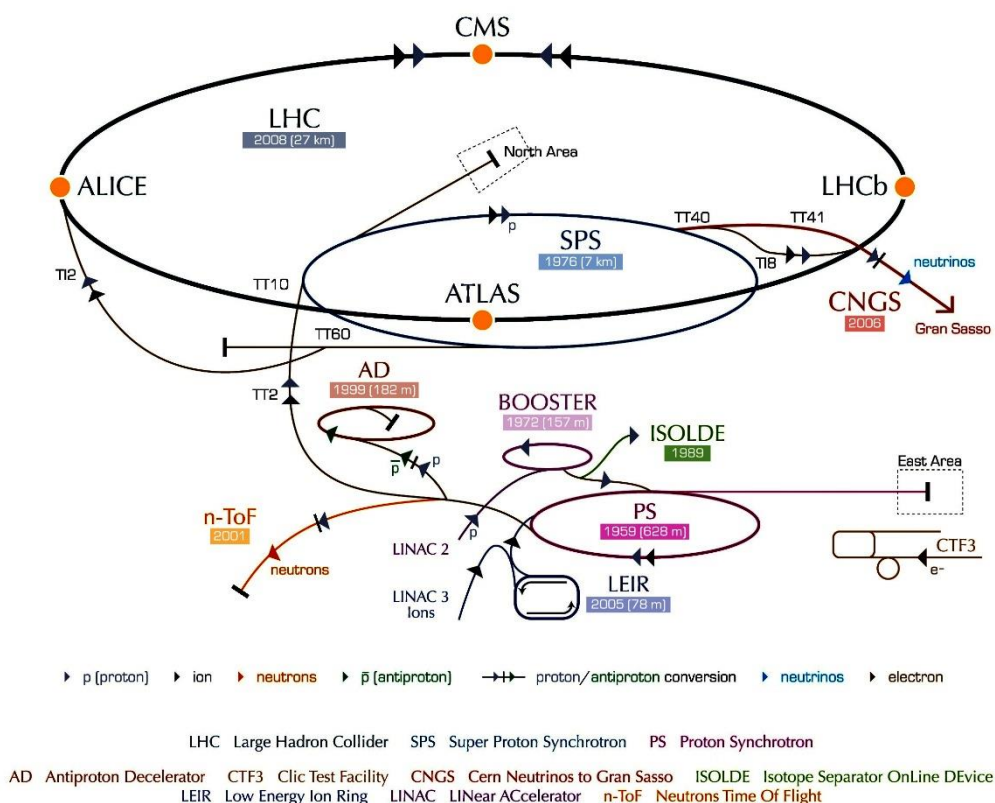 CMS
LHC
2008 (27 km)
North Area
ALICE
LHCb
TT40
TT41
p
SPS
1976 (7 km)
TI8
neutrinos
TI2
TT10
ATLAS
CNGS
2006
Gran Sasso
TT60
AD
1999 (182 m)
TT2
BOOSTER
1972 (157 m)
ISOLDE
1989
p̅
p
East Area
n-ToF
2001
PS
1959 (628 m)
LINAC 2
p
neutrons
CTF3
e-
LEIR
2005 (78 m)
LINAC 3
Ions
p (proton) ion neutrons p̅ (antiproton) proton/antiproton conversion neutrinos electron
LHC Large Hadron Collider SPS Super Proton Synchrotron PS Proton Synchrotron
AD Antiproton Decelerator CTF3 Clic Test Facility CNGS Cern Neutrinos to Gran Sasso ISOLDE Isotope Separator OnLine DEvice
LEIR Low Energy Ion Ring LINAC LINear ACcelerator n-ToF Neutrons Time Of Flight